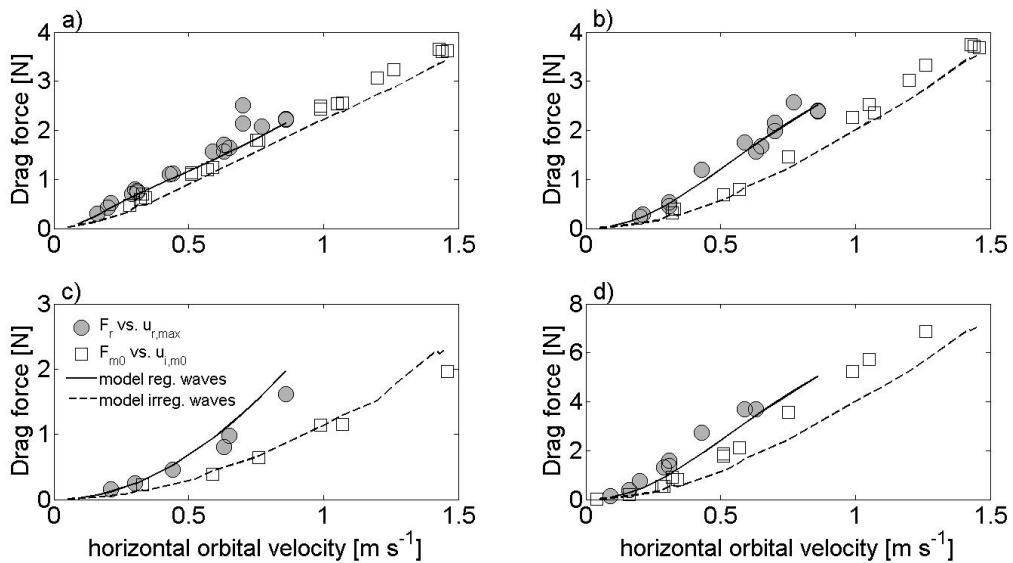 a)
Drag force [N]
4
3
2
1
0
0 0.5 1 1.5
b)
Drag force [N]
4
3
2
1
0
0 0.5 1 1.5
c)
3
2
1
0
F_r vs. u_r,max
F_m0 vs. u_i,m0
model reg. waves
model irreg. waves
Drag force [N]
0 0.5 1 1.5
horizontal orbital velocity [m s⁻¹]
d)
Drag force [N]
8
6
4
2
0
0 0.5 1 1.5
horizontal orbital velocity [m s⁻¹]